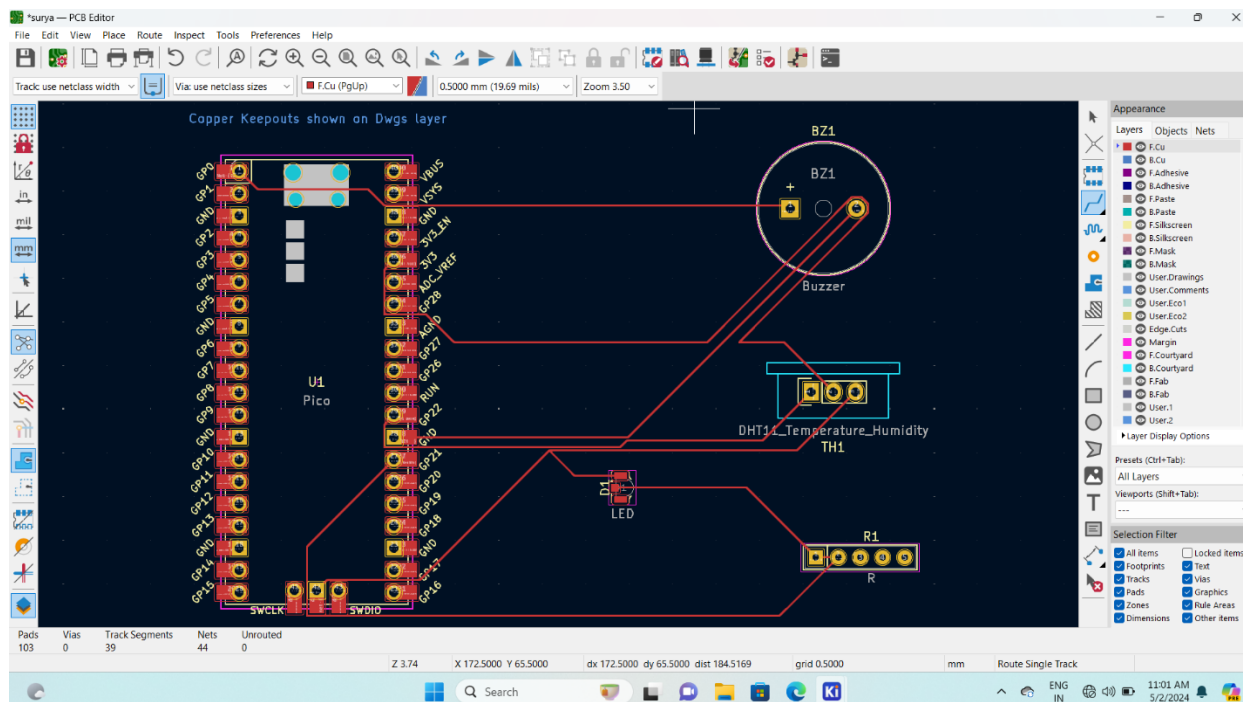 *surya — PCB Editor
File Edit View Place Route Inspect Tools Preferences Help
Track: use netclass width
Via: use netclass sizes
F.Cu (PgUp)
0.5000 mm (19.69 mils)
Zoom 3.50
in
mil
mm
Copper Keepouts shown on Dwgs layer
GP0
GP1
GND
GP2
GP3
GP4
GP5
GND
GP6
GP7
GP8
GP9
GND
GP10
GP11
GP12
GP13
GND
GP14
GP15
VBUS
VSYS
GND
3V3_EN
3V3
ADC_VREF
GP28
AGND
GP27
GP26
RUN
GP22
GND
GP21
GP20
GP19
GP18
GND
GP17
GP16
U1
Pico
SWCLK
SWDIO
BZ1
BZ1
+
Buzzer
DHT11_Temperature_Humidity
TH1
D1
LED
R1
R
Appearance
Layers Objects Nets
F.Cu
B.Cu
F.Adhesive
B.Adhesive
F.Paste
B.Paste
F.Silkscreen
B.Silkscreen
F.Mask
B.Mask
User.Drawings
User.Comments
User.Eco1
User.Eco2
Edge.Cuts
Margin
F.Courtyard
B.Courtyard
F.Fab
B.Fab
User.1
User.2
Layer Display Options
Presets (Ctrl+Tab):
All Layers
Viewports (Shift+Tab):
---
Selection Filter
All items Locked items
Footprints Text
Tracks Vias
Pads Graphics
Zones Rule Areas
Dimensions Other items
Pads Vias Track Segments Nets Unrouted
103 0 39 44 0
Z 3.74 X 172.5000 Y 65.5000 dx 172.5000 dy 65.5000 dist 184.5169 grid 0.5000 mm Route Single Track
Search
Ki
ENG
IN
11:01 AM
5/2/2024